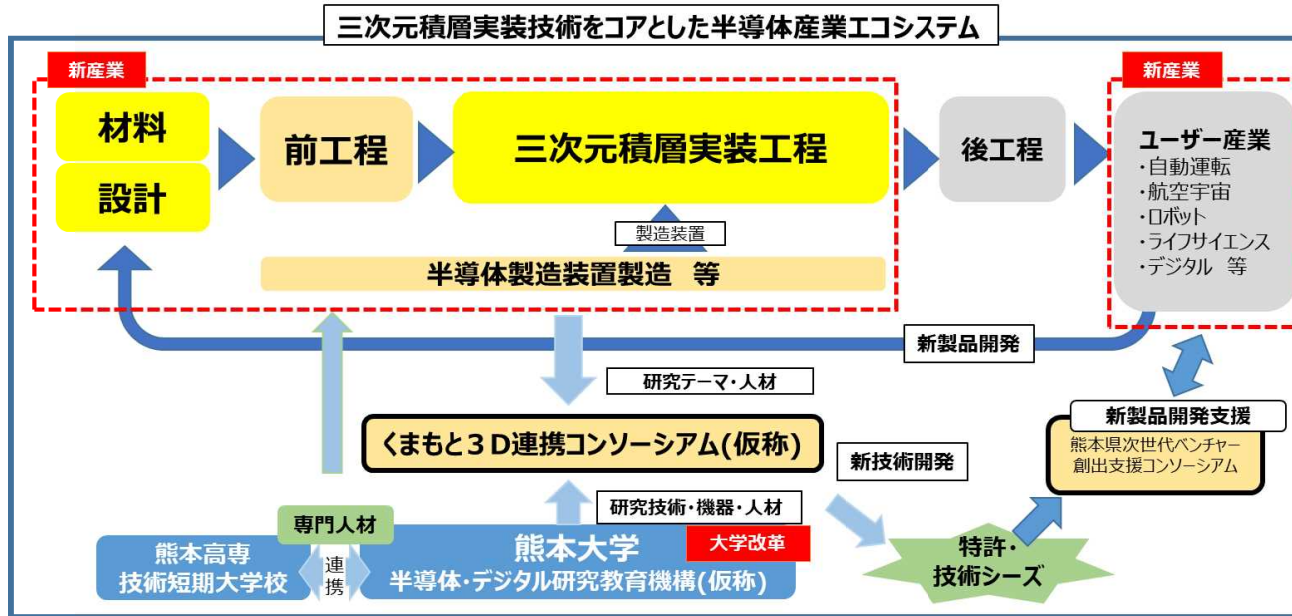 三次元積層実装技術をコアとした半導体産業エコシステム
新産業
新産業
材料
設計
前工程
三次元積層実装工程
後工程
ユーザー産業
・自動運転
・航空宇宙
・ロボット
・ライフサイエンス
・デジタル 等
製造装置
半導体製造装置製造 等
新製品開発
研究テーマ・人材
くまもと３Ｄ連携コンソーシアム(仮称)
新技術開発
新製品開発支援
熊本県次世代ベンチャー
創出支援コンソーシアム
研究技術・機器・人材
専門人材
熊本高専
技術短期大学校
連
携
熊本大学
大学改革
半導体・デジタル研究教育機構(仮称)
特許・
技術シーズ